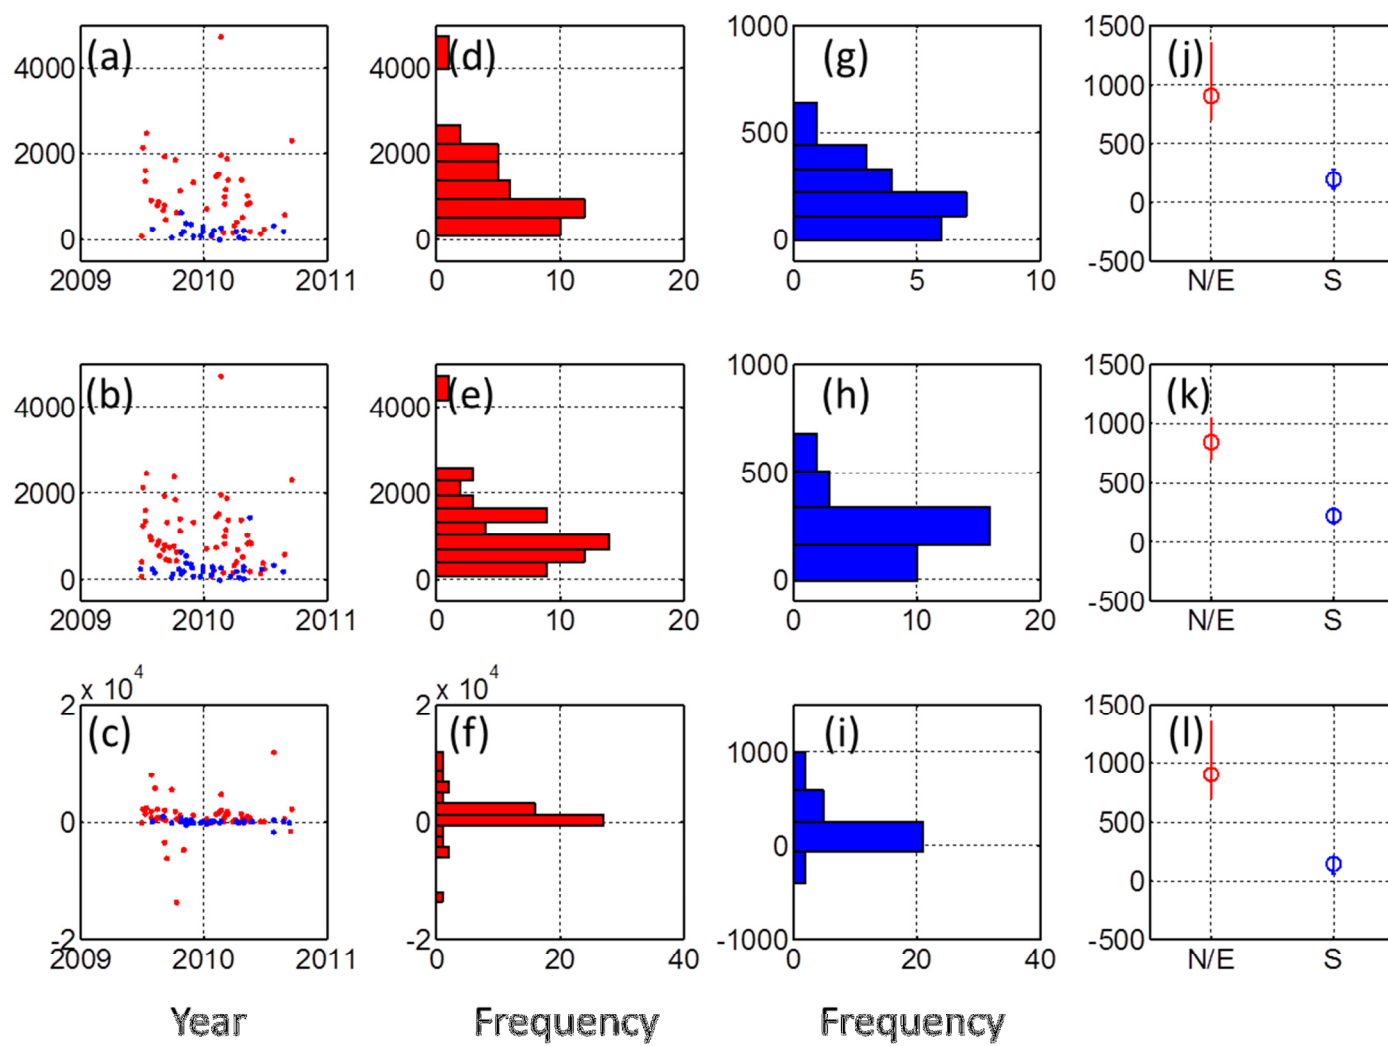 (a) (d) (g) (j)
4000 4000 1000 1500
2000 2000 500 1000
0 0 0 500
0
-500
2009 2010 2011 0 10 20 0 5 10 N/E S
(b) (e) (h) (k)
4000 4000 1000 1500
2000 2000 500 1000
0 0 0 500
0
-500
2009 2010 2011 0 10 20 0 10 20 N/E S
x 10^4 x 10^4
(c) (f) (i) (l)
2 2 1000 1500
0 0 0 1000
-2 -2 -1000 500
0
-500
2009 2010 2011 0 20 40 0 20 40 N/E S
Year Frequency Frequency